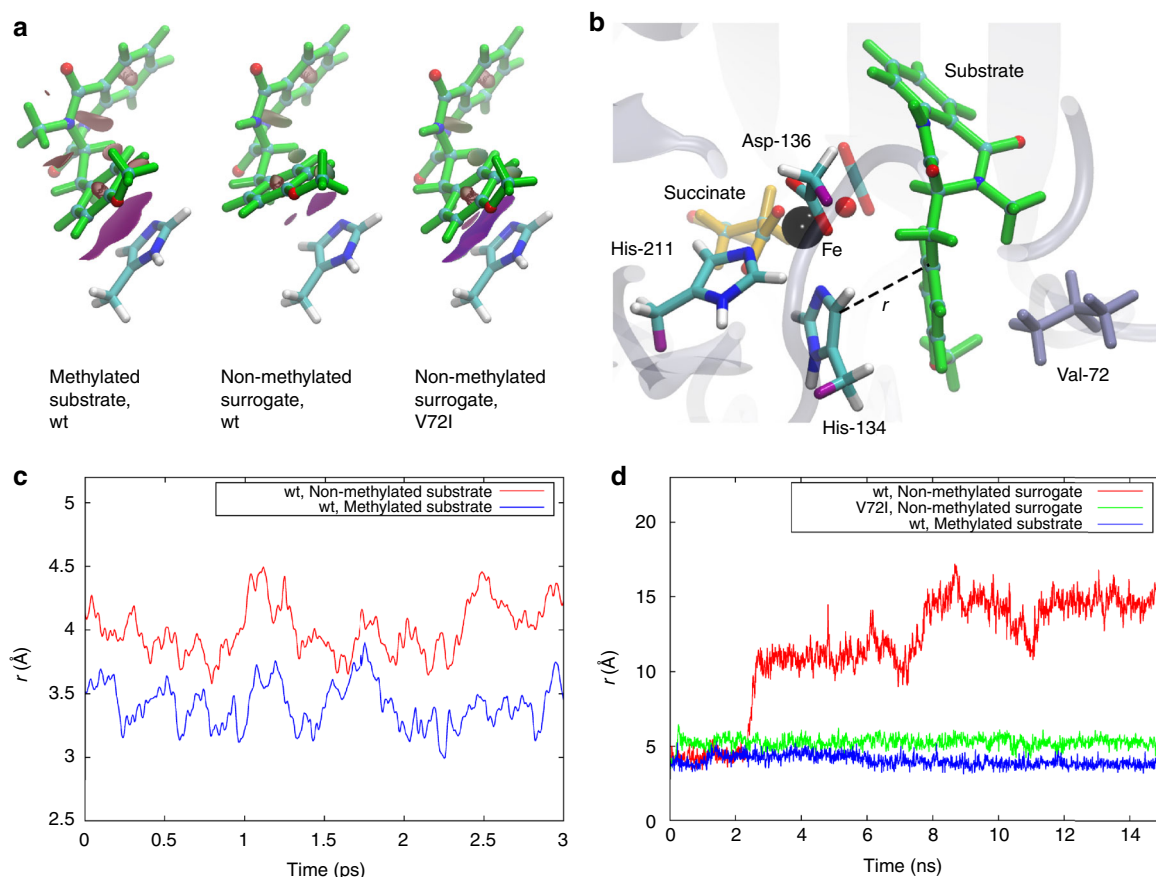 a
Methylated
substrate,
wt
Non-methylated
surrogate,
wt
Non-methylated
surrogate,
V72I
b
Substrate
Asp-136
Succinate
Fe
His-211
r
Val-72
His-134
c
wt, Non-methylated substrate
wt, Methylated substrate
5
4.5
4
3.5
3
2.5
r (Å)
0
0.5
1
1.5
2
2.5
3
Time (ps)
d
wt, Non-methylated surrogate
V72I, Non-methylated surrogate
wt, Methylated substrate
20
15
10
5
0
r (Å)
0
2
4
6
8
10
12
14
Time (ns)